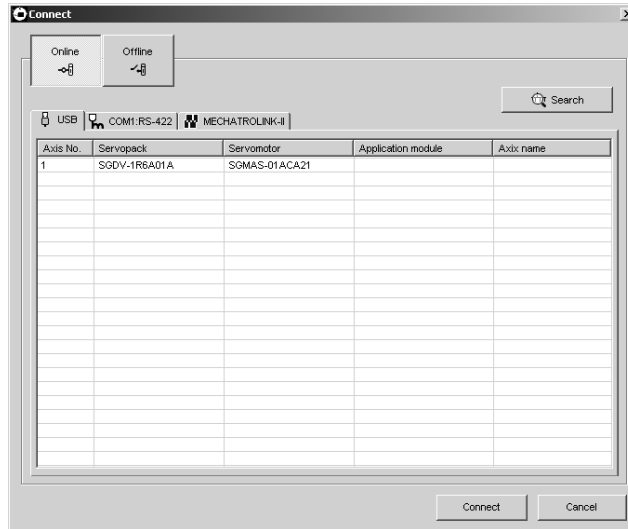 Connect
Online Offline
Search
USB COM1:RS-422 MECHATROLINK-II
Axis No. Servopack Servomotor Application module Axix name
1 SGDV-1R6A01A SGMAS-01ACA21
Connect Cancel